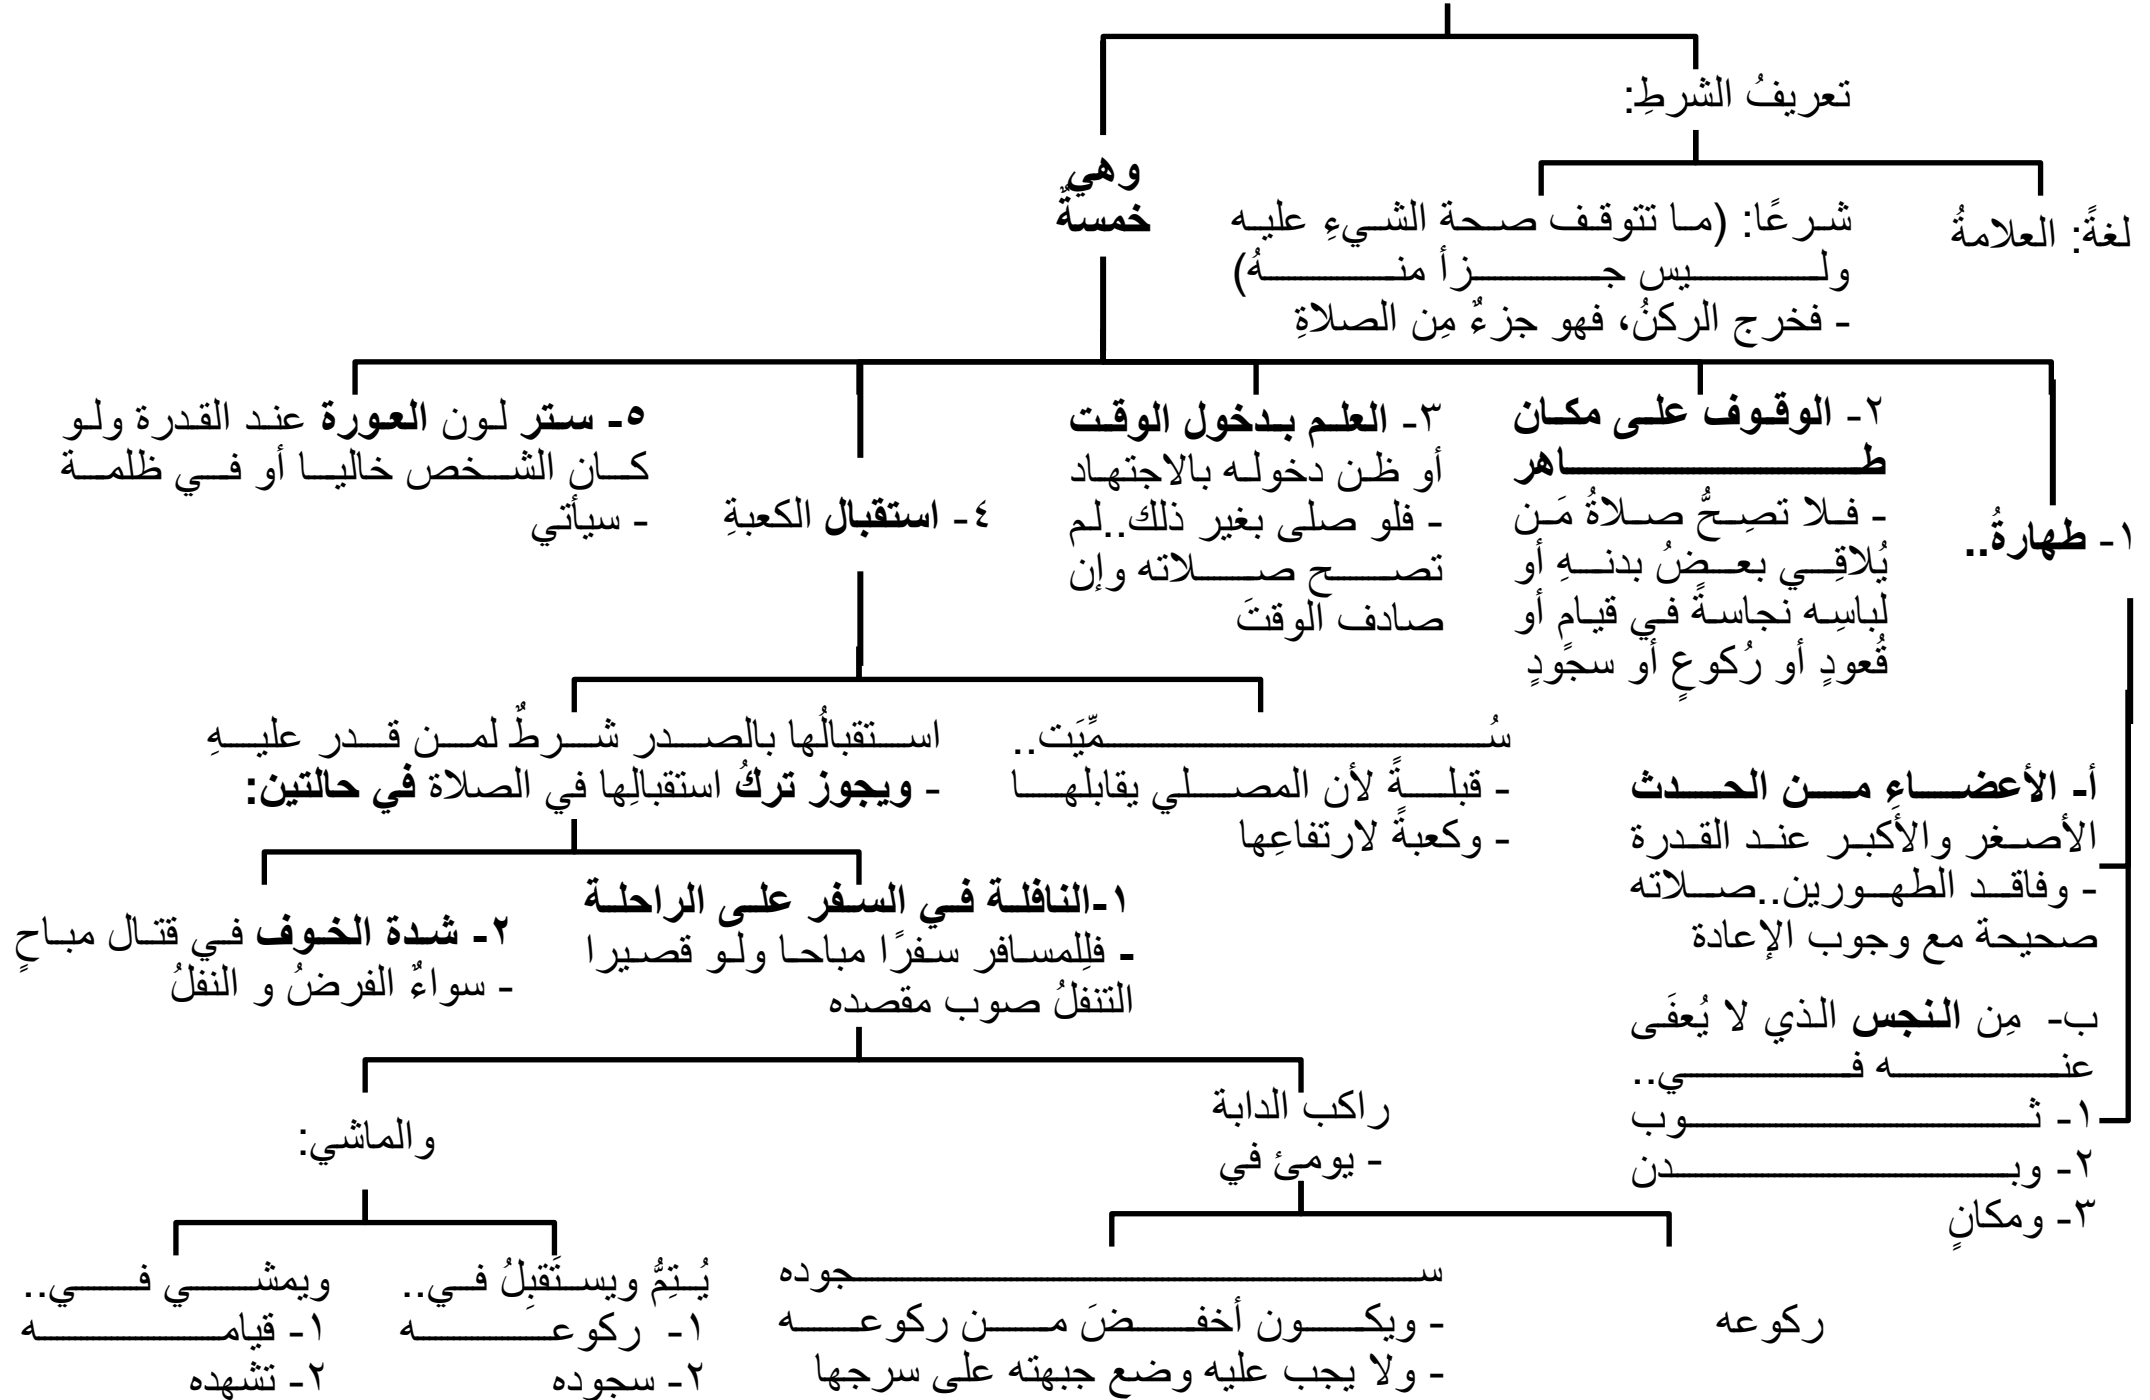 تعريفُ الشرطِ:
لغةً: العلامةُ
شرعًا: (ما تتوقف صحة الشيءِ عليه
وليس جزأ منهُ)
- فخرج الركنُ، فهو جزءٌ مِن الصلاةِ
وهي
خمسةٌ
١- طهارةُ..
أ- الأعضاءِ من الحدث
الأصغر والأكبر عند القدرة
- وفاقد الطهورين..صلاته
صحيحة مع وجوب الإعادة
ب- مِن النجس الذي لا يُعفَى
عنه في..
١- ثوب
٢- وبدن
٣- ومكانٍ
٢- الوقوف على مكان
طاهر
- فلا تصِحُّ صلاةُ مَن
يُلاقِي بعضُ بدنهِ أو
لباسِه نجاسةً في قيامٍ أو
قُعودٍ أو رُكوعٍ أو سجودٍ
٣- العلم بدخول الوقت
أو ظن دخوله بالاجتهاد
- فلو صلى بغير ذلك..لم
تصح صلاته وإن
صادف الوقتَ
٤- استقبال الكعبةِ
سُمِّيَت..
- قبلةً لأن المصلي يقابلها
- وكعبةً لارتفاعِها
استقبالُها بالصدر شرطٌ لمن قدر عليهِ
- ويجوز تركُ استقبالِها في الصلاة في حالتين:
١-النافلة في السفر على الراحلة
- فللِمسافر سفرًا مباحا ولو قصيرا
التنفلُ صوب مقصده
راكب الدابة
- يومئ في
ركوعه
سجوده
- ويكون أخفضَ من ركوعه
- ولا يجب عليه وضع جبهته على سرجها
والماشي:
يُتِمُّ ويستَقبِلُ في..
١- ركوعه
٢- سجوده
ويمشي في..
١- قيامه
٢- تشهده
٢- شدة الخوف في قتال مباحٍ
- سواءٌ الفرضُ و النفلُ
٥- ستر لون العورة عند القدرة ولو
كان الشخص خاليا أو في ظلمة
- سيأتي